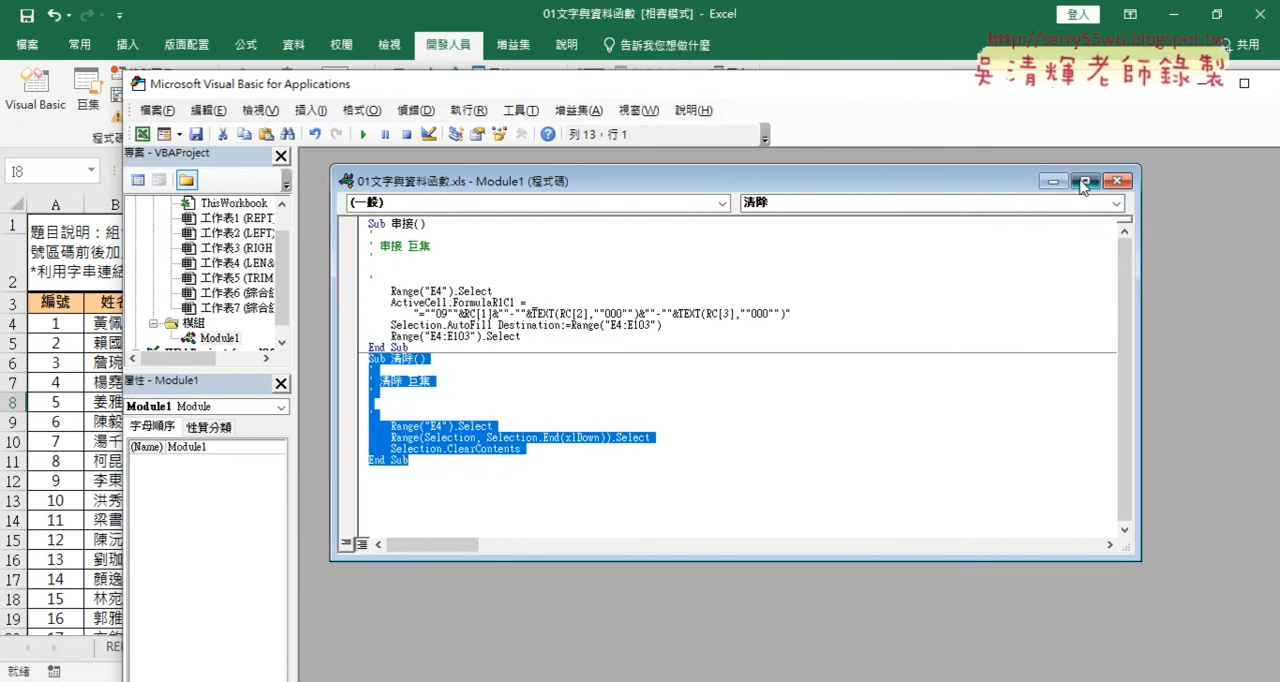 01文字與資料函數 [相容模式] - Excel
登入
檔案 常用 插入 版面配置 公式 資料 校閱 檢視 開發人員 增益集 說明 告訴我您想做什麼 共用
http://terry55wu.blogspot.tw
吳清輝老師錄製
Visual Basic 巨集
Microsoft Visual Basic for Applications
檔案(F) 編輯(E) 檢視(V) 插入(I) 格式(O) 偵錯(D) 執行(R) 工具(T) 增益集(A) 視窗(W) 說明(H)
列 13，行 1
專案 - VBAProject
ThisWorkbook
工作表1 (REPT
工作表2 (LEFT,
工作表3 (RIGH
工作表4 (LEN&
工作表5 (TRIM
工作表6 (綜合
工作表7 (綜合
模組
Module1
屬性 - Module1
Module1 Module
字母順序 性質分類
(Name) Module1
01文字與資料函數.xls - Module1 (程式碼)
(一般) 清除
Sub 串接()
'
' 串接 巨集
'
'
Range("E4").Select
ActiveCell.FormulaR1C1 = _
"=""09""&RC[1]&""-""&TEXT(RC[2],""000"")&""-""&TEXT(RC[3],""000"")"
Selection.AutoFill Destination:=Range("E4:E103")
Range("E4:E103").Select
End Sub
Sub 清除()
'
' 清除 巨集
'
'
Range("E4").Select
Range(Selection, Selection.End(xlDown)).Select
Selection.ClearContents
End Sub
I8
A B
1 題目說明：組
號區碼前後加
2 *利用字串連結
3 編號 姓
4 1 黃佩
5 2 賴國
6 3 詹琬
7 4 楊堯
8 5 姜雅
9 6 陳毅
10 7 湯千
11 8 柯昆
12 9 李東
13 10 洪秀
14 11 梁書
15 12 陳沅
16 13 劉珈
17 14 顏逸
18 15 林宛
19 16 郭雅
17
就緒